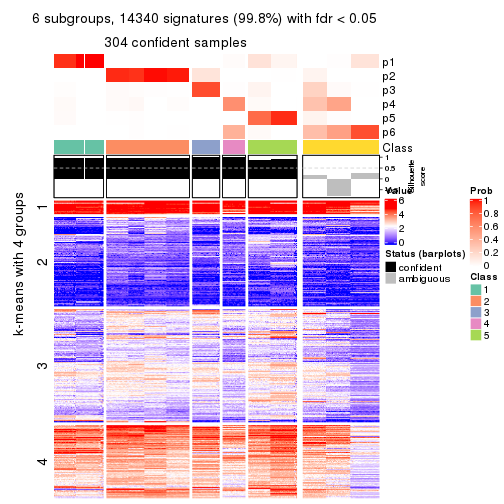 6 subgroups, 14340 signatures (99.8%) with fdr < 0.05
304 confident samples
p1
p2
p3
p4
p5
p6
Class
1
0.5
0
Silhouette
score
k-means with 4 groups
1
2
3
4
Value
6
4
2
0
Status (barplots)
confident
ambiguous
Prob
1
0.8
0.6
0.4
0.2
0
Class
1
2
3
4
5